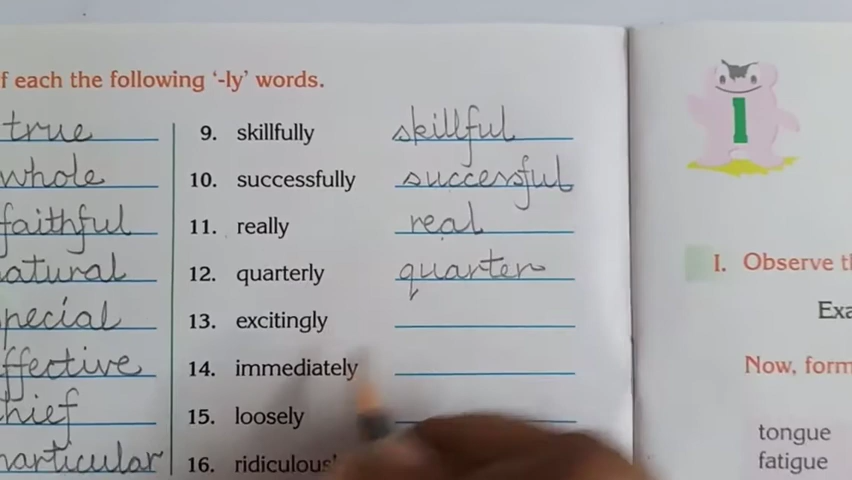 f each the following '-ly' words.
true
whole
faithful
atural
pecial
ffective
hief
particular
9. skillfully skillful
10. successfully successful
11. really real
12. quarterly quarter
13. excitingly
14. immediately
15. loosely
16. ridiculous
I
I. Observe th
Exa
Now, form
tongue
fatigue